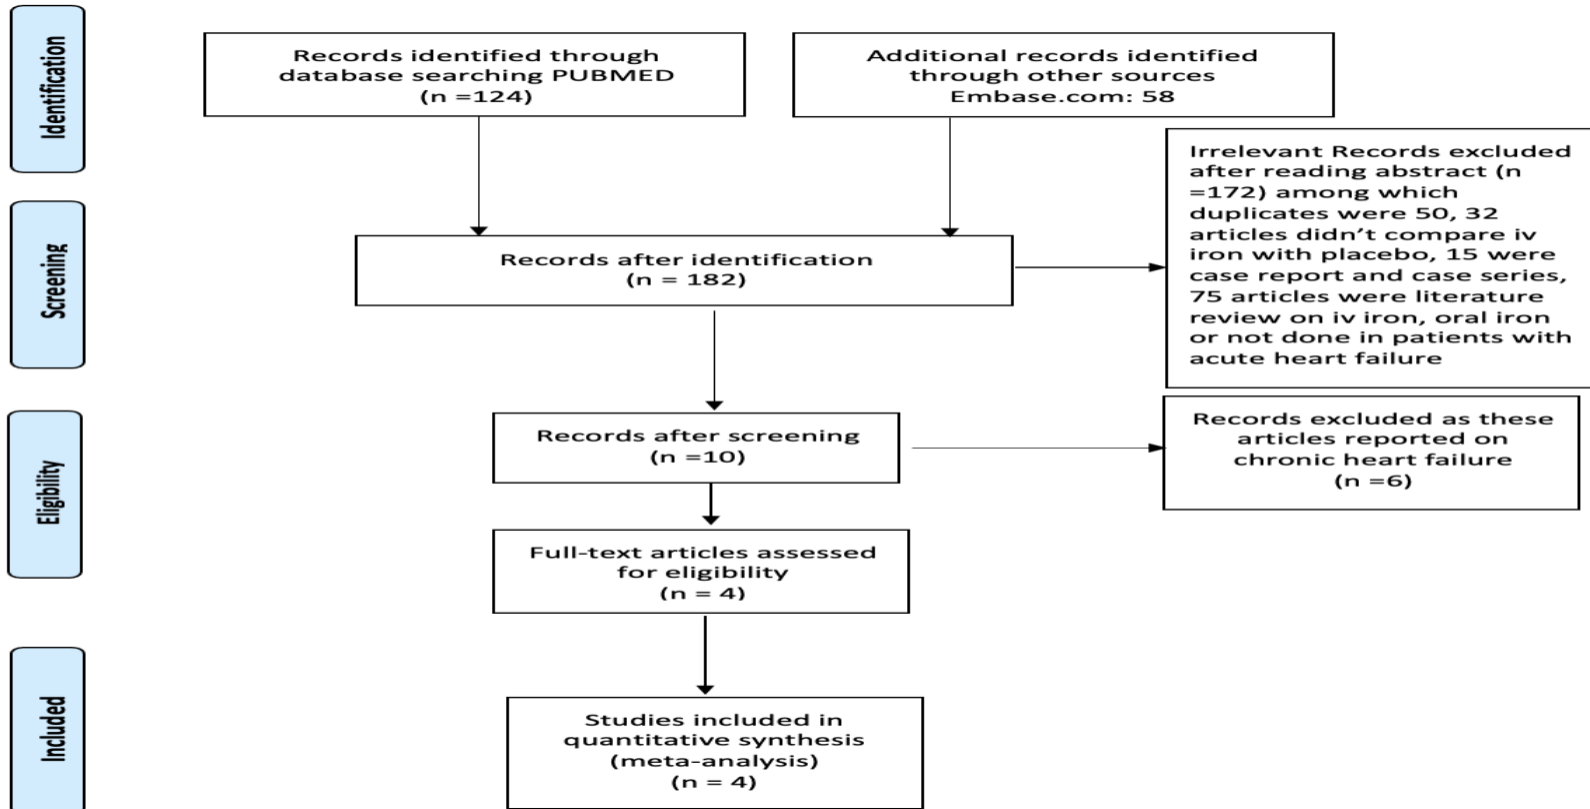 Identification
Records identified through
database searching PUBMED
(n =124)
Additional records identified
through other sources
Embase.com: 58
Irrelevant Records excluded
after reading abstract (n
=172) among which
duplicates were 50, 32
articles didn’t compare iv
iron with placebo, 15 were
case report and case series,
75 articles were literature
review on iv iron, oral iron
or not done in patients with
acute heart failure
Screening
Records after identification
(n = 182)
Eligibility
Records after screening
(n =10)
Records excluded as these
articles reported on
chronic heart failure
(n =6)
Full-text articles assessed
for eligibility
(n = 4)
Included
Studies included in
quantitative synthesis
(meta-analysis)
(n = 4)